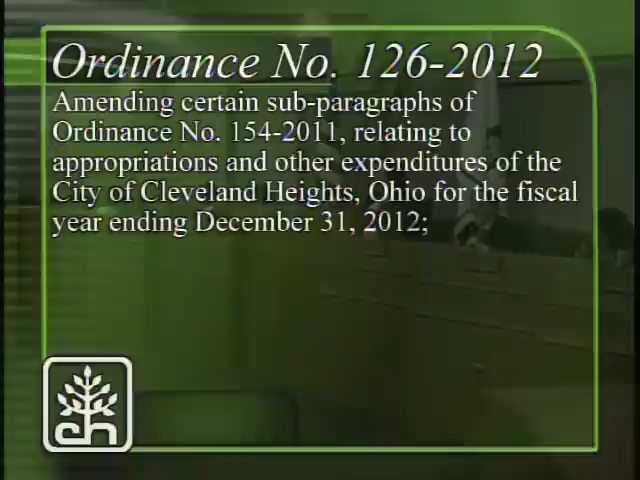 Ordinance No. 126-2012
Amending certain sub-paragraphs of
Ordinance No. 154-2011, relating to
appropriations and other expenditures of the
City of Cleveland Heights, Ohio for the fiscal
year ending December 31, 2012;
ch